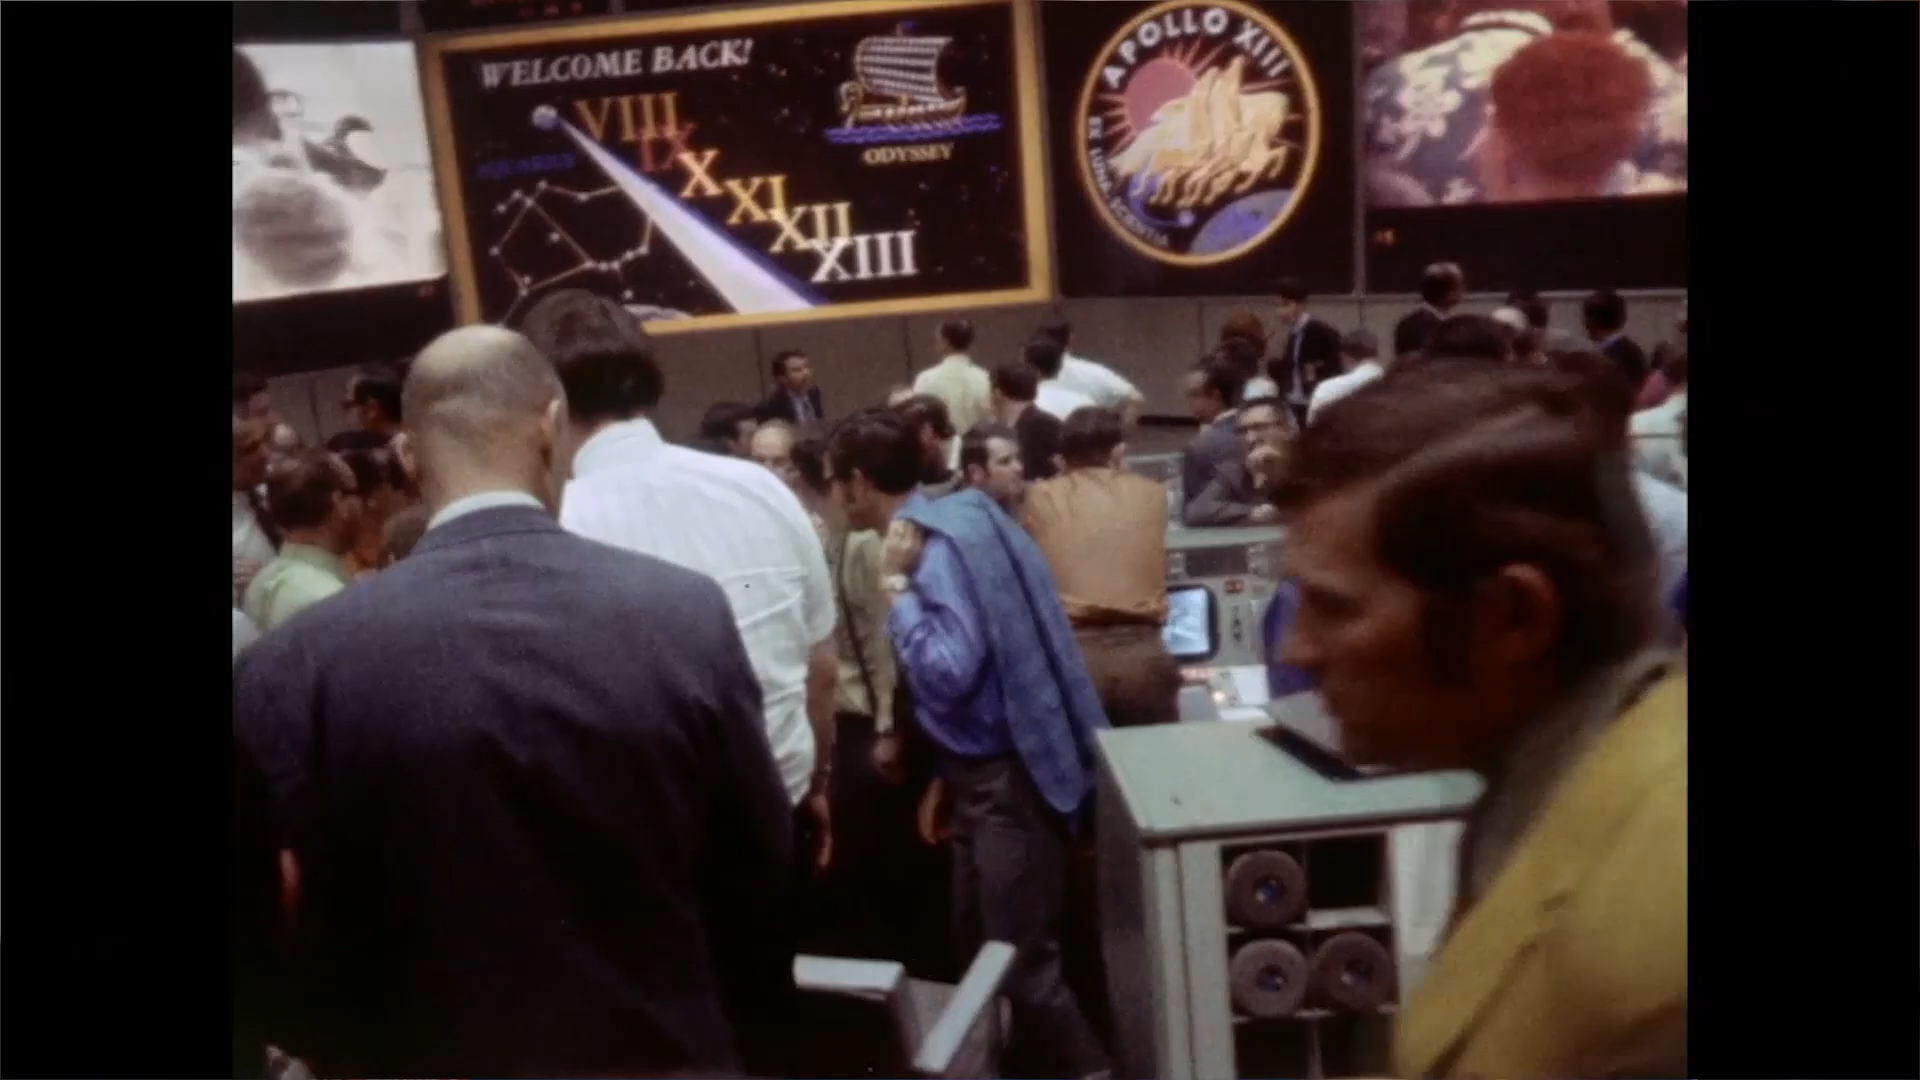 WELCOME BACK!
VIII
IX
X
XI
XII
XIII
AQUARIUS
ODYSSEY
APOLLO XIII
EX LUNA, SCIENTIA